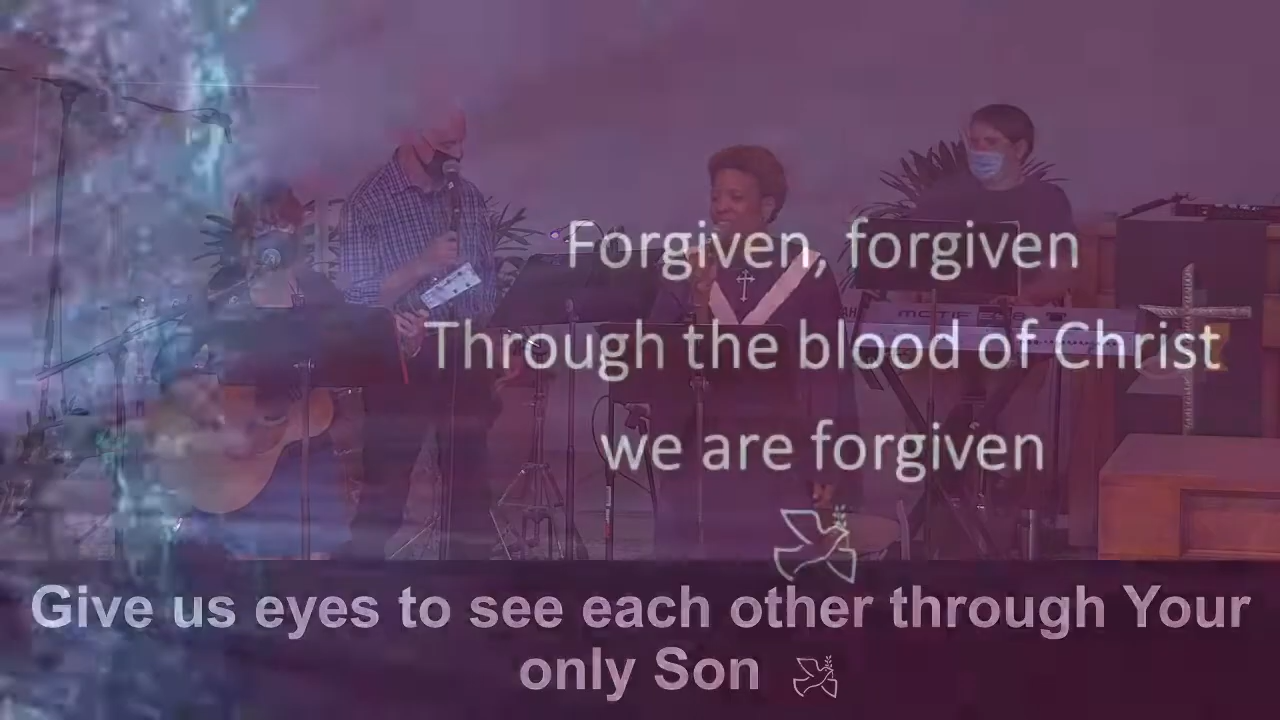 Forgiven, forgiven
Through the blood of Christ
we are forgiven
Give us eyes to see each other through Your
only Son